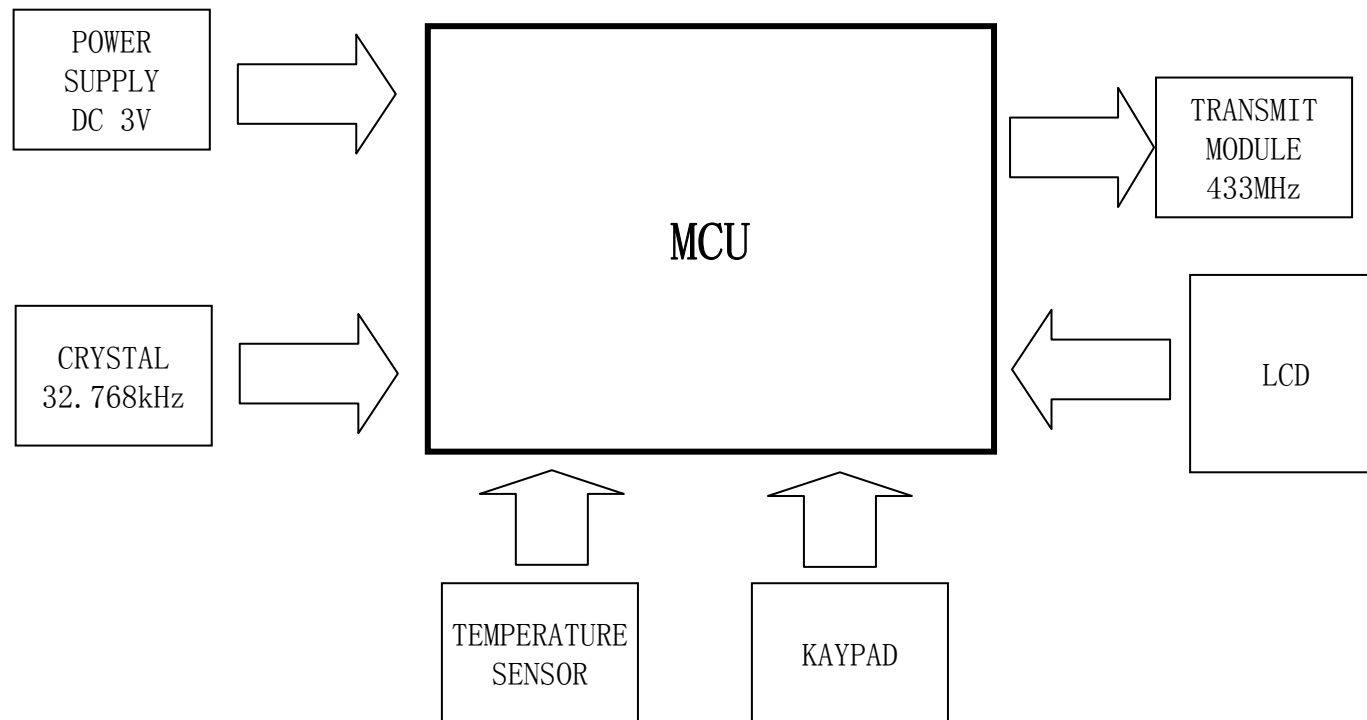 POWER
SUPPLY
DC 3V
TRANSMIT
MODULE
433MHz
MCU
CRYSTAL
32.768kHz
LCD
TEMPERATURE
SENSOR
KAYPAD